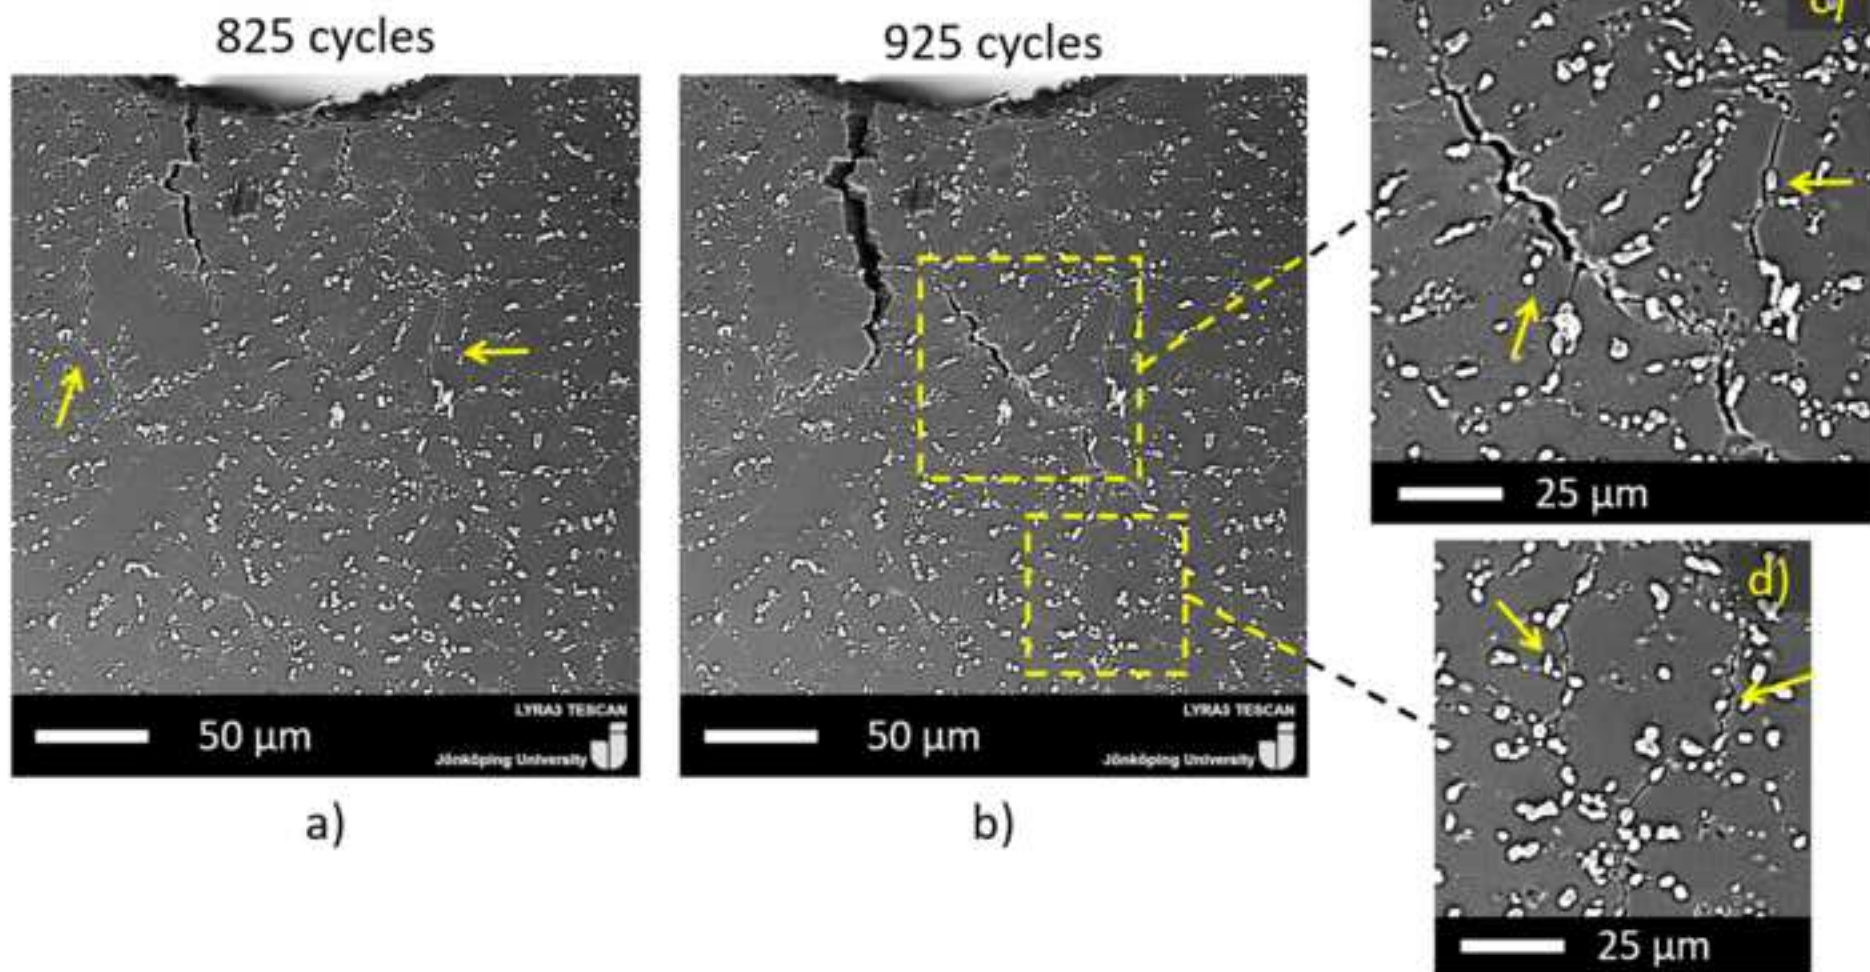 825 cycles
925 cycles
c)
LYRA3 TESCAN
50 µm
Jönköping University
a)
LYRA3 TESCAN
50 µm
Jönköping University
b)
25 µm
d)
25 µm